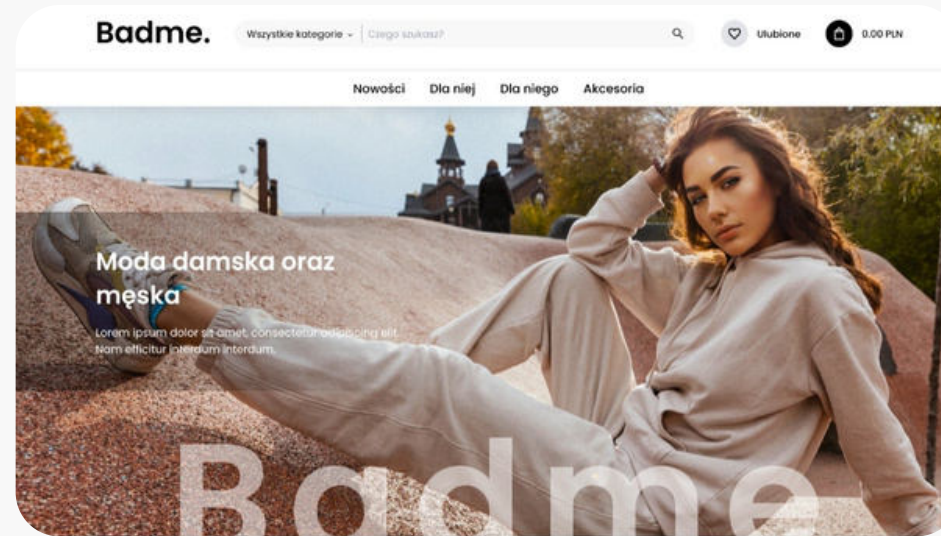 Badme.
Wszystkie kategorie
Czego szukasz?
Ulubione
0.00 PLN
Nowości Dla niej Dla niego Akcesoria
Moda damska oraz
męska
Lorem ipsum dolor sit amet, consectetur adipiscing elit.
Nam efficitur interdum interdum.
Badme